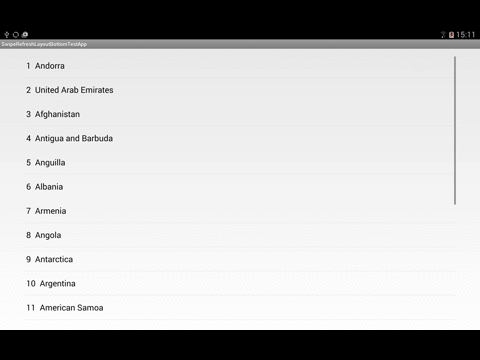 15:11
SwipeRefreshLayoutBottomTestApp
1 Andorra
2 United Arab Emirates
3 Afghanistan
4 Antigua and Barbuda
5 Anguilla
6 Albania
7 Armenia
8 Angola
9 Antarctica
10 Argentina
11 American Samoa